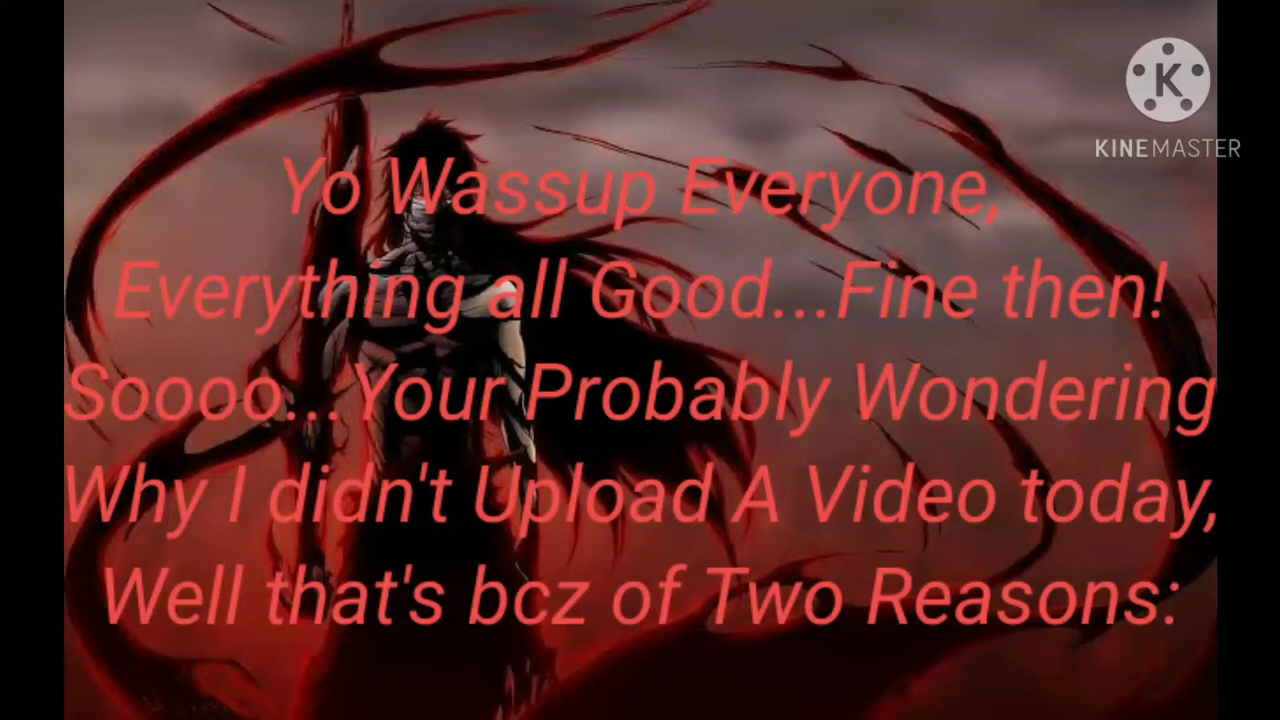 KINEMASTER
Yo Wassup Everyone,
Everything all Good...Fine then!
Soooo...Your Probably Wondering
Why I didn't Upload A Video today,
Well that's bcz of Two Reasons: